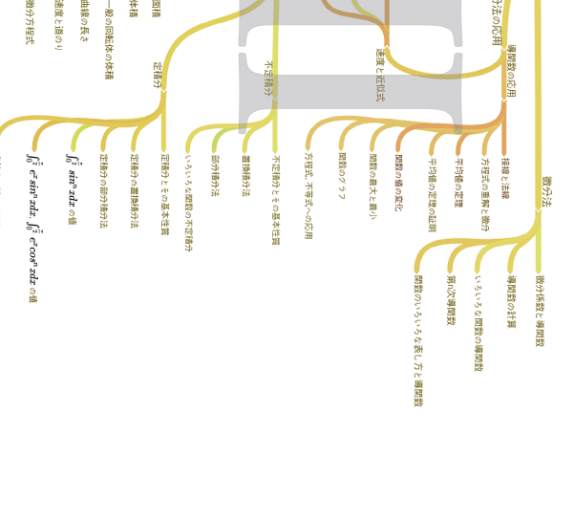 微分法
微分係数と導関数
導関数の計算
いろいろな関数の導関数
第n次導関数
関数のいろいろな表し方と導関数
分法の応用
導関数の応用
接線と法線
方程式の重解と微分
平均値の定理
平均値の定理の証明
関数の値の変化
関数の最大と最小
関数のグラフ
方程式, 不等式への応用
速度と近似式
不定積分
不定積分とその基本性質
置換積分法
部分積分法
いろいろな関数の不定積分
定積分
定積分とその基本性質
定積分の置換積分法
定積分の部分積分法
面積
体積
一般の回転体の体積
曲線の長さ
速度と道のり
微分方程式